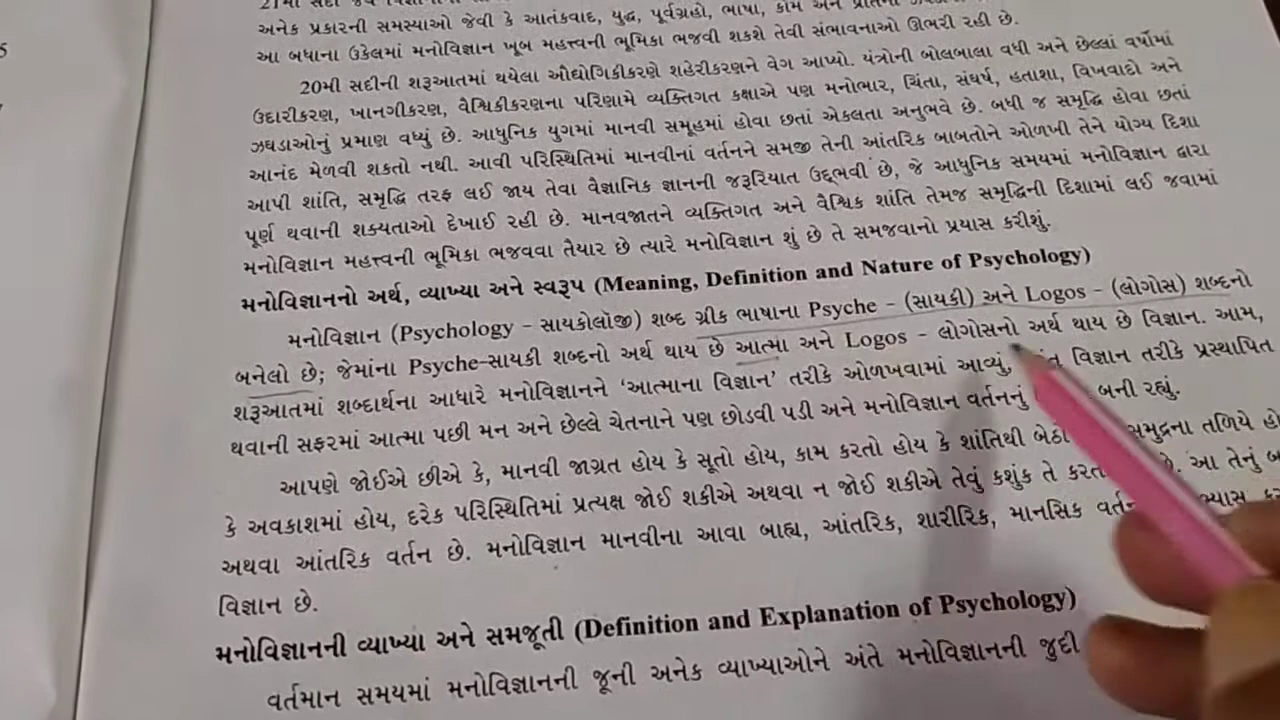 અનેક પ્રકારની સમસ્યાઓ જેવી કે આતંકવાદ, યુદ્ધ, પૂર્વગ્રહો, ભાષા, કોમ અને
આ બધાના ઉકેલમાં મનોવિજ્ઞાન ખૂબ મહત્ત્વની ભૂમિકા ભજવી શકશે તેવી સંભાવનાઓ ઊભરી રહી છે.
20મી સદીની શરૂઆતમાં થયેલા ઔદ્યોગિકીકરણે શહેરીકરણને વેગ આપ્યો. યંત્રોની બોલબાલા વધી અને છેલ્લાં વર્ષોમાં
ઉદારીકરણ, ખાનગીકરણ, વૈશ્વિકીકરણના પરિણામે વ્યક્તિગત કક્ષાએ પણ મનોભાર, ચિંતા, સંઘર્ષ, હતાશા, વિખવાદો અને
ઝઘડાઓનું પ્રમાણ વધ્યું છે. આધુનિક યુગમાં માનવી સમૂહમાં હોવા છતાં એકલતા અનુભવે છે. બધી જ સમૃદ્ધિ હોવા છતાં
આનંદ મેળવી શકતો નથી. આવી પરિસ્થિતિમાં માનવીનાં વર્તનને સમજી તેની આંતરિક બાબતોને ઓળખી તેને યોગ્ય દિશા
આપી શાંતિ, સમૃદ્ધિ તરફ લઈ જાય તેવા વૈજ્ઞાનિક જ્ઞાનની જરૂરિયાત ઉદ્દભવી છે, જે આધુનિક સમયમાં મનોવિજ્ઞાન દ્વારા
પૂર્ણ થવાની શક્યતાઓ દેખાઈ રહી છે. માનવજાતને વ્યક્તિગત અને વૈશ્વિક શાંતિ તેમજ સમૃદ્ધિની દિશામાં લઈ જવામાં
મનોવિજ્ઞાન મહત્ત્વની ભૂમિકા ભજવવા તૈયાર છે ત્યારે મનોવિજ્ઞાન શું છે તે સમજવાનો પ્રયાસ કરીશું.
મનોવિજ્ઞાનનો અર્થ, વ્યાખ્યા અને સ્વરૂપ (Meaning, Definition and Nature of Psychology)
મનોવિજ્ઞાન (Psychology – સાયકોલૉજી) શબ્દ ગ્રીક ભાષાના Psyche – (સાયકી) અને Logos – (લોગોસ) શબ્દનો
બનેલો છે; જેમાંના Psyche-સાયકી શબ્દનો અર્થ થાય છે આત્મા અને Logos – લોગોસનો અર્થ થાય છે વિજ્ઞાન. આમ,
શરૂઆતમાં શબ્દાર્થના આધારે મનોવિજ્ઞાનને ‘આત્માના વિજ્ઞાન’ તરીકે ઓળખવામાં આવ્યું, વિજ્ઞાન તરીકે પ્રસ્થાપિત
થવાની સફરમાં આત્મા પછી મન અને છેલ્લે ચેતનાને પણ છોડવી પડી અને મનોવિજ્ઞાન વર્તનનું બની રહ્યું.
આપણે જોઈએ છીએ કે, માનવી જાગ્રત હોય કે સૂતો હોય, કામ કરતો હોય કે શાંતિથી બેઠો સમુદ્રના તળિયે
કે અવકાશમાં હોય, દરેક પરિસ્થિતિમાં પ્રત્યક્ષ જોઈ શકીએ અથવા ન જોઈ શકીએ તેવું કશુંક તે છે. આ તેનું
અથવા આંતરિક વર્તન છે. મનોવિજ્ઞાન માનવીના આવા બાહ્ય, આંતરિક, શારીરિક, માનસિક
વિજ્ઞાન છે.
મનોવિજ્ઞાનની વ્યાખ્યા અને સમજૂતી (Definition and Explanation of Psychology)
વર્તમાન સમયમાં મનોવિજ્ઞાનની જૂની અનેક વ્યાખ્યાઓને અંતે મનોવિજ્ઞાનની જુદી